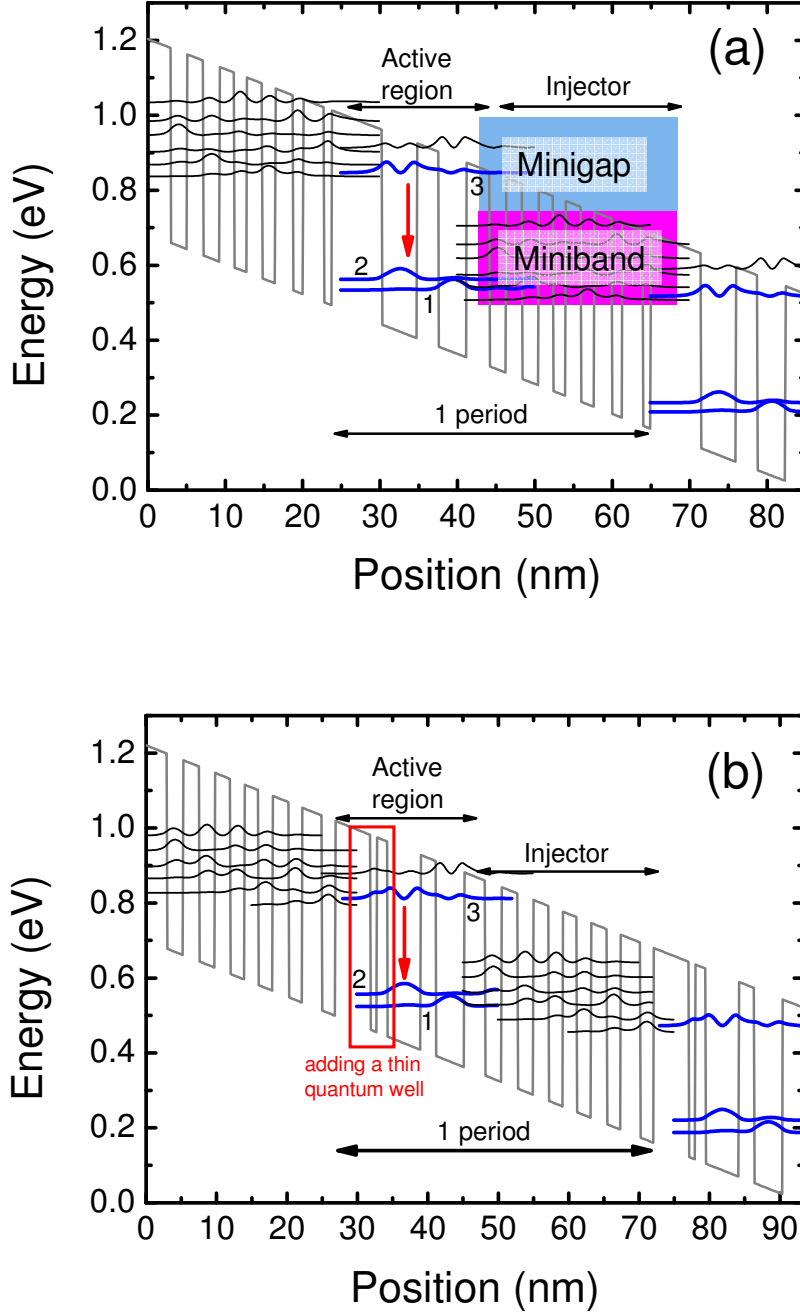 (a)
Active
region
Injector
Minigap
Miniband
3
2
1
1 period
Energy (eV)
1.2
1.0
0.8
0.6
0.4
0.2
0.0
0 10 20 30 40 50 60 70 80
Position (nm)
(b)
Active
region
Injector
3
2
1
adding a thin
quantum well
1 period
Energy (eV)
1.2
1.0
0.8
0.6
0.4
0.2
0.0
0 10 20 30 40 50 60 70 80 90
Position (nm)